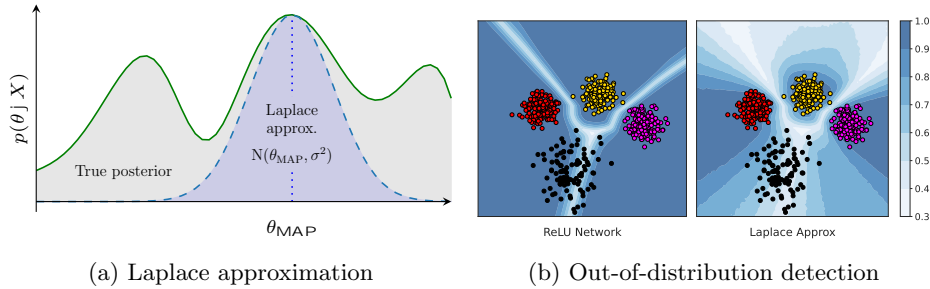 p(θ j X)
Laplace
approx.
N(θMAP, σ²)
True posterior
θMAP
(a) Laplace approximation
1.0
0.9
0.8
0.7
0.6
0.5
0.4
0.3
ReLU Network
Laplace Approx
(b) Out-of-distribution detection